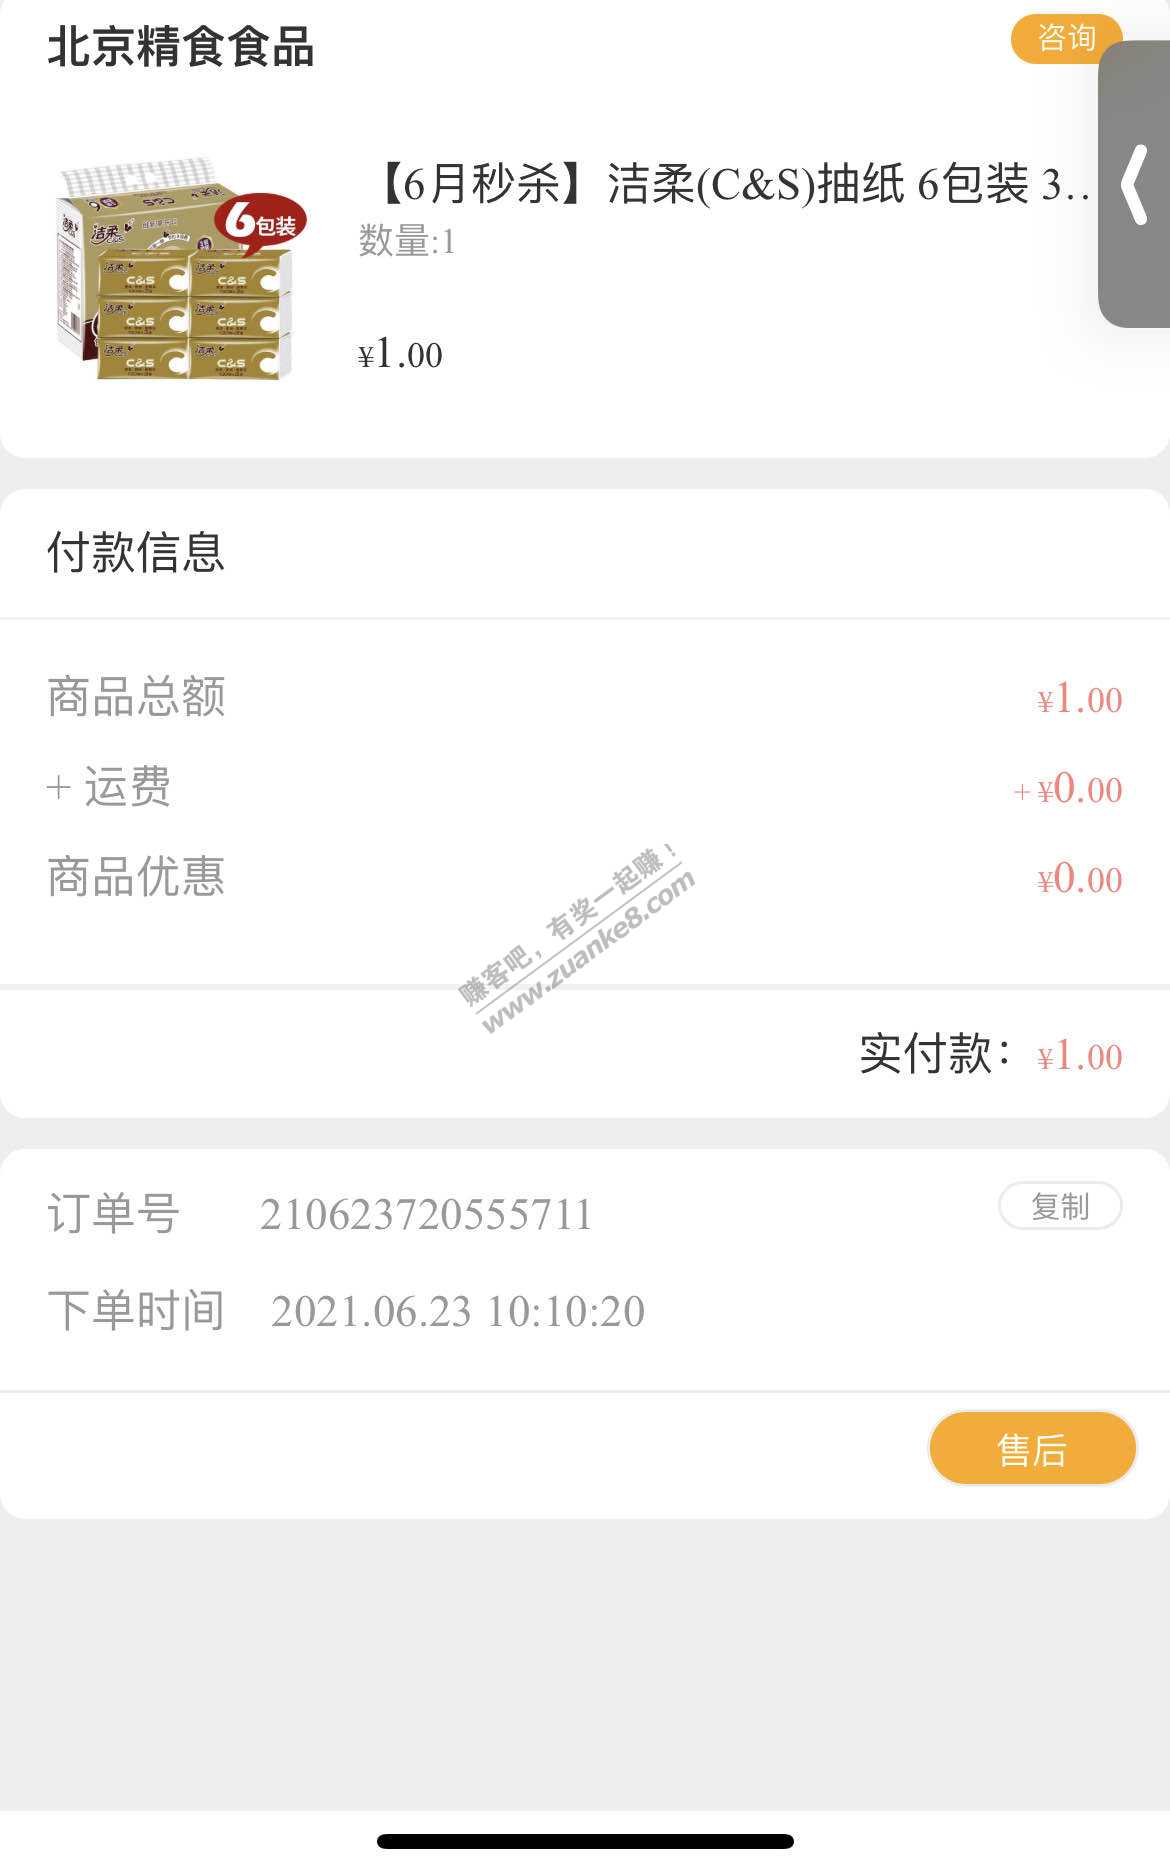 北京精食食品
咨询
【6月秒杀】洁柔(C&S)抽纸 6包装 3…
数量:1
6包装
洁柔
C&S
¥1.00
付款信息
商品总额 ¥1.00
+ 运费 + ¥0.00
商品优惠 ¥0.00
赚客吧，有奖一起赚！
www.zuanke8.com
实付款： ¥1.00
订单号 210623720555711
复制
下单时间 2021.06.23 10:10:20
售后